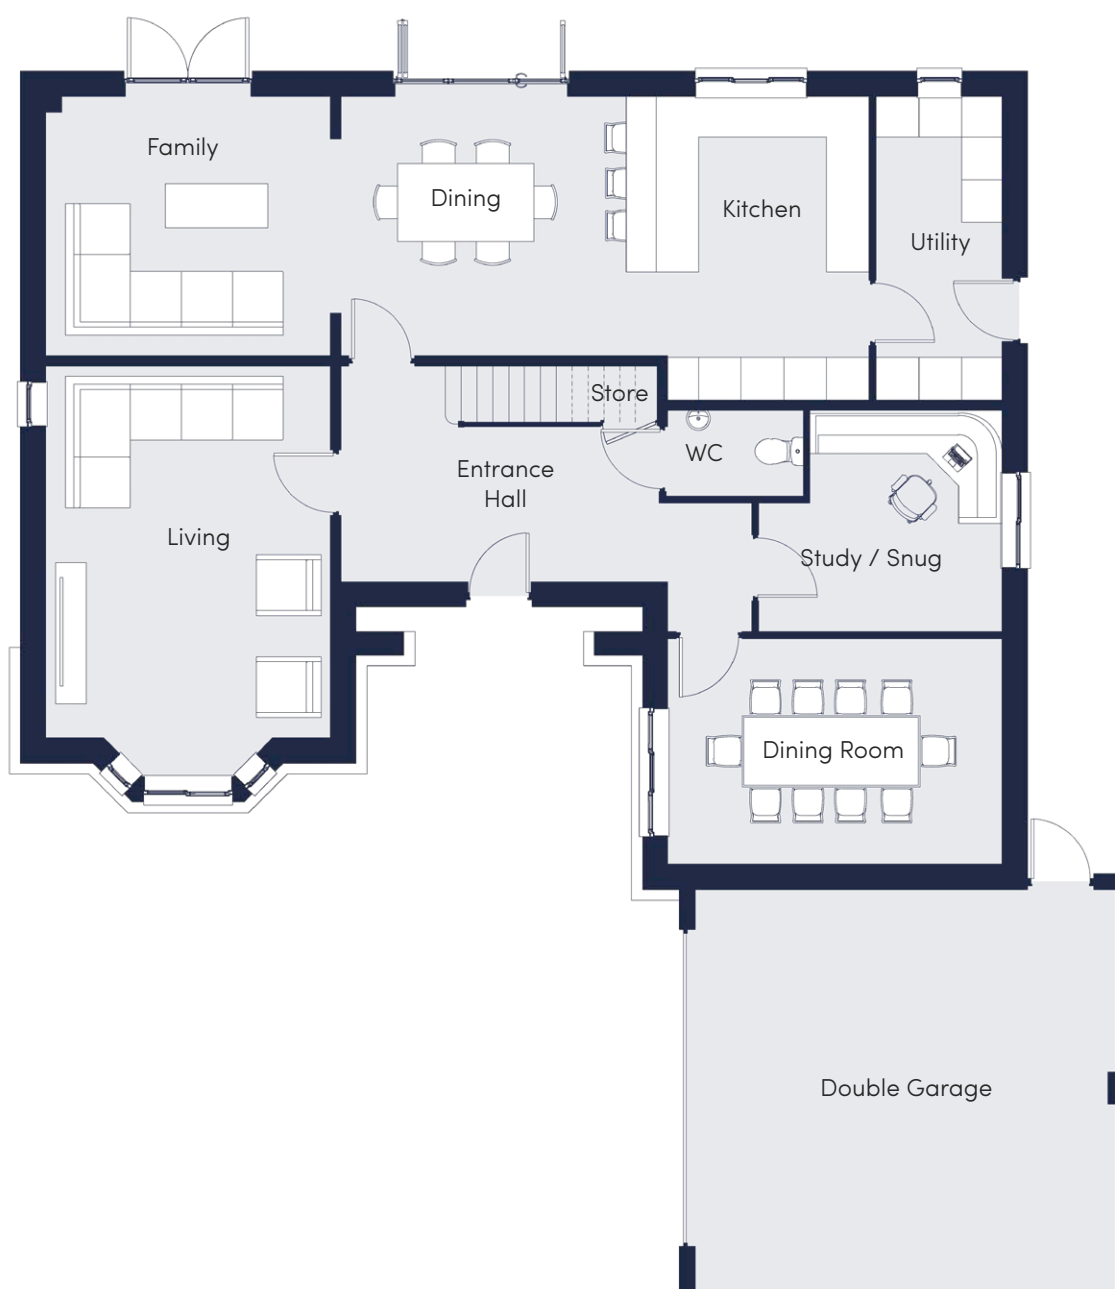 Family
Dining
Kitchen
Utility
Store
WC
Entrance
Hall
Living
Study / Snug
Dining Room
Double Garage